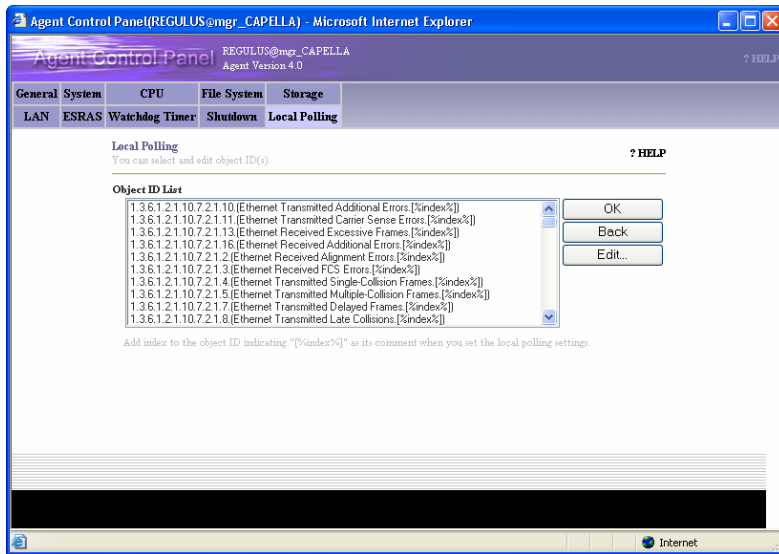 Agent Control Panel(REGULUS@mgr_CAPELLA) - Microsoft Internet Explorer
Agent Control Panel
REGULUS@mgr_CAPELLA
Agent Version 4.0
? HELP
General System CPU File System Storage
LAN ESRAS Watchdog Timer Shutdown Local Polling
Local Polling
You can select and edit object ID(s).
? HELP
Object ID List
1.3.6.1.2.1.10.7.2.1.10.(Ethernet Transmitted Additional Errors.[%index%])
1.3.6.1.2.1.10.7.2.1.11.(Ethernet Transmitted Carrier Sense Errors.[%index%])
1.3.6.1.2.1.10.7.2.1.13.(Ethernet Received Excessive Frames.[%index%])
1.3.6.1.2.1.10.7.2.1.16.(Ethernet Received Additional Errors.[%index%])
1.3.6.1.2.1.10.7.2.1.2.(Ethernet Received Alignment Errors.[%index%])
1.3.6.1.2.1.10.7.2.1.3.(Ethernet Received FCS Errors.[%index%])
1.3.6.1.2.1.10.7.2.1.4.(Ethernet Transmitted Single-Collision Frames.[%index%])
1.3.6.1.2.1.10.7.2.1.5.(Ethernet Transmitted Multiple-Collision Frames.[%index%])
1.3.6.1.2.1.10.7.2.1.7.(Ethernet Transmitted Delayed Frames.[%index%])
1.3.6.1.2.1.10.7.2.1.8.(Ethernet Transmitted Late Collisions.[%index%])
OK
Back
Edit...
Add index to the object ID indicating "[%index%]" as its comment when you set the local polling settings.
Internet